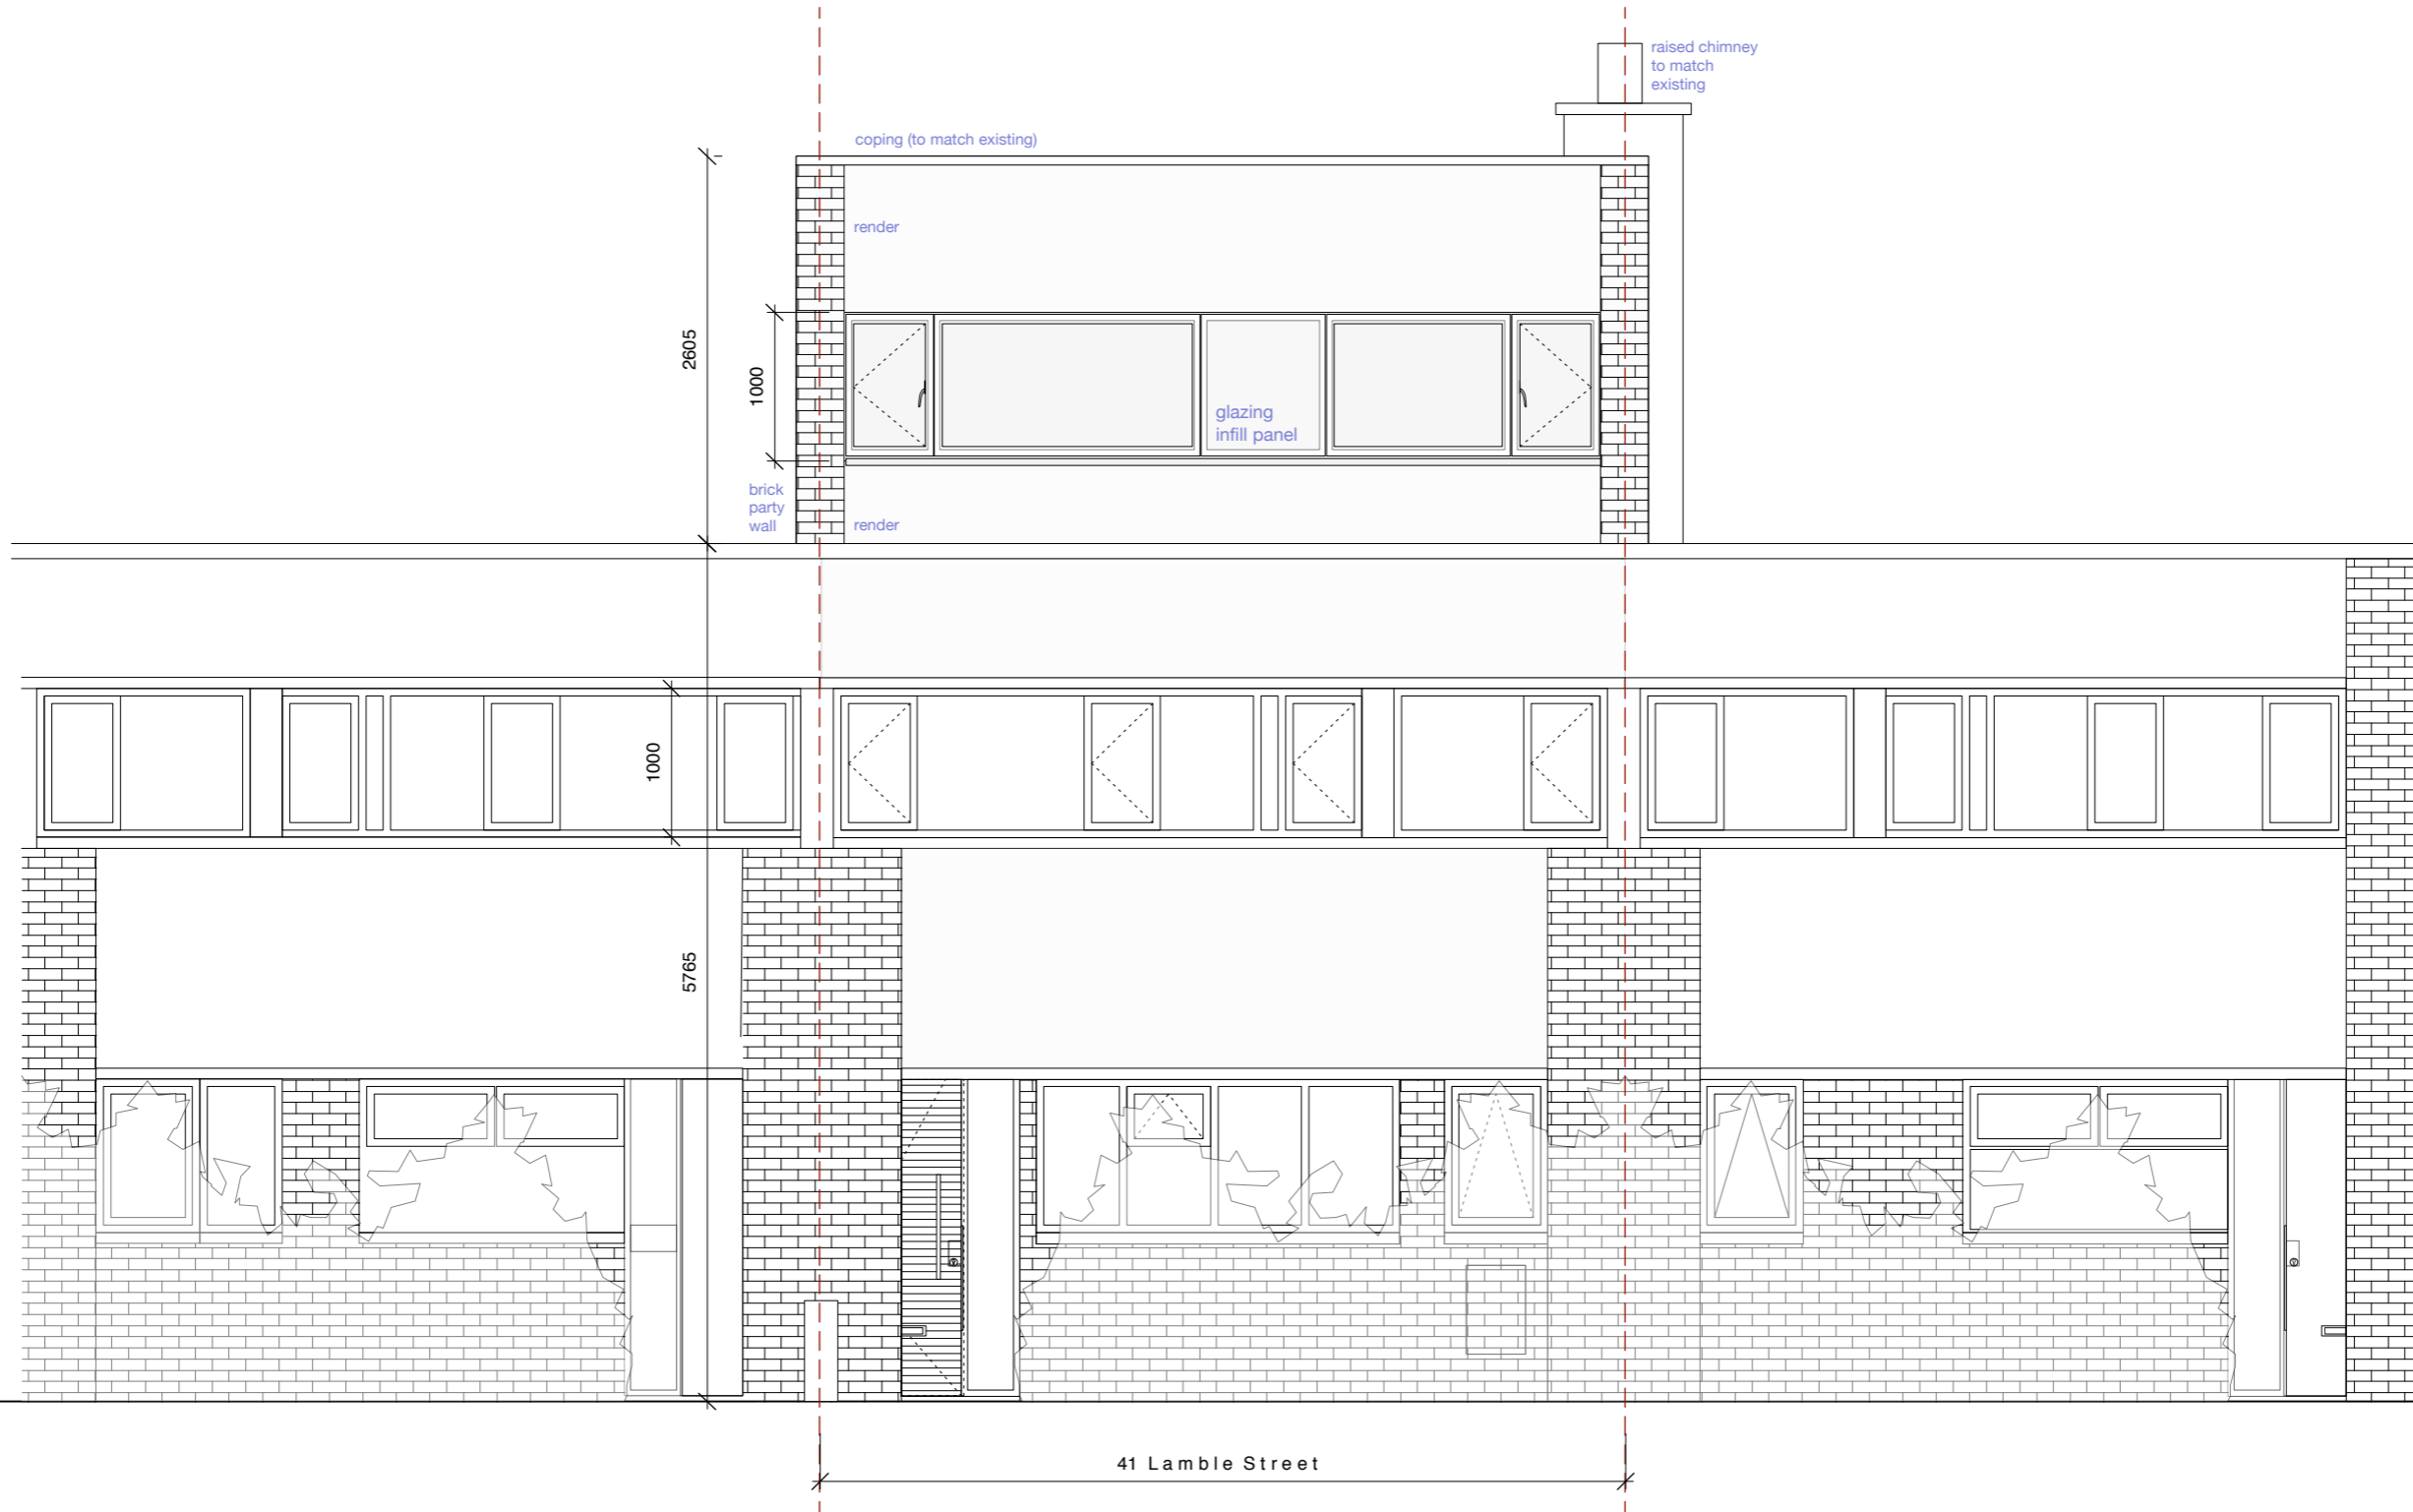 raised chimney
to match
existing
coping (to match existing)
render
2605
1000
glazing
infill panel
brick
party
wall
render
1000
5765
41 Lamble Street